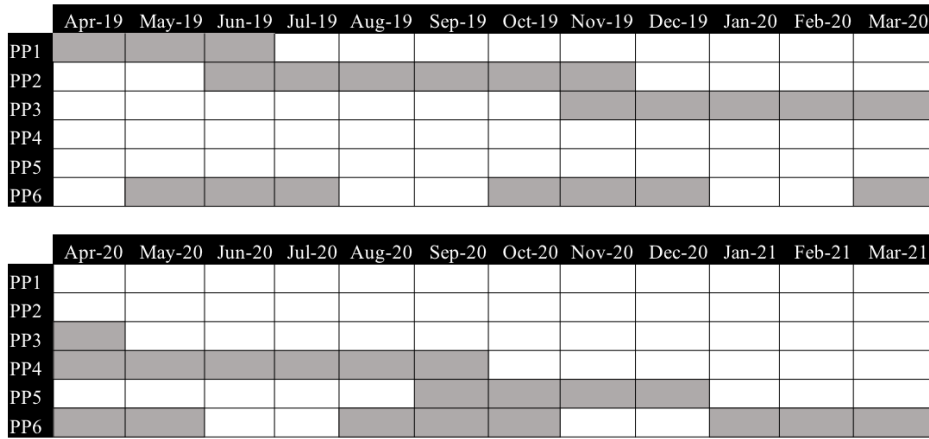 Apr-19 May-19 Jun-19 Jul-19 Aug-19 Sep-19 Oct-19 Nov-19 Dec-19 Jan-20 Feb-20 Mar-20
PP1
PP2
PP3
PP4
PP5
PP6
Apr-20 May-20 Jun-20 Jul-20 Aug-20 Sep-20 Oct-20 Nov-20 Dec-20 Jan-21 Feb-21 Mar-21
PP1
PP2
PP3
PP4
PP5
PP6